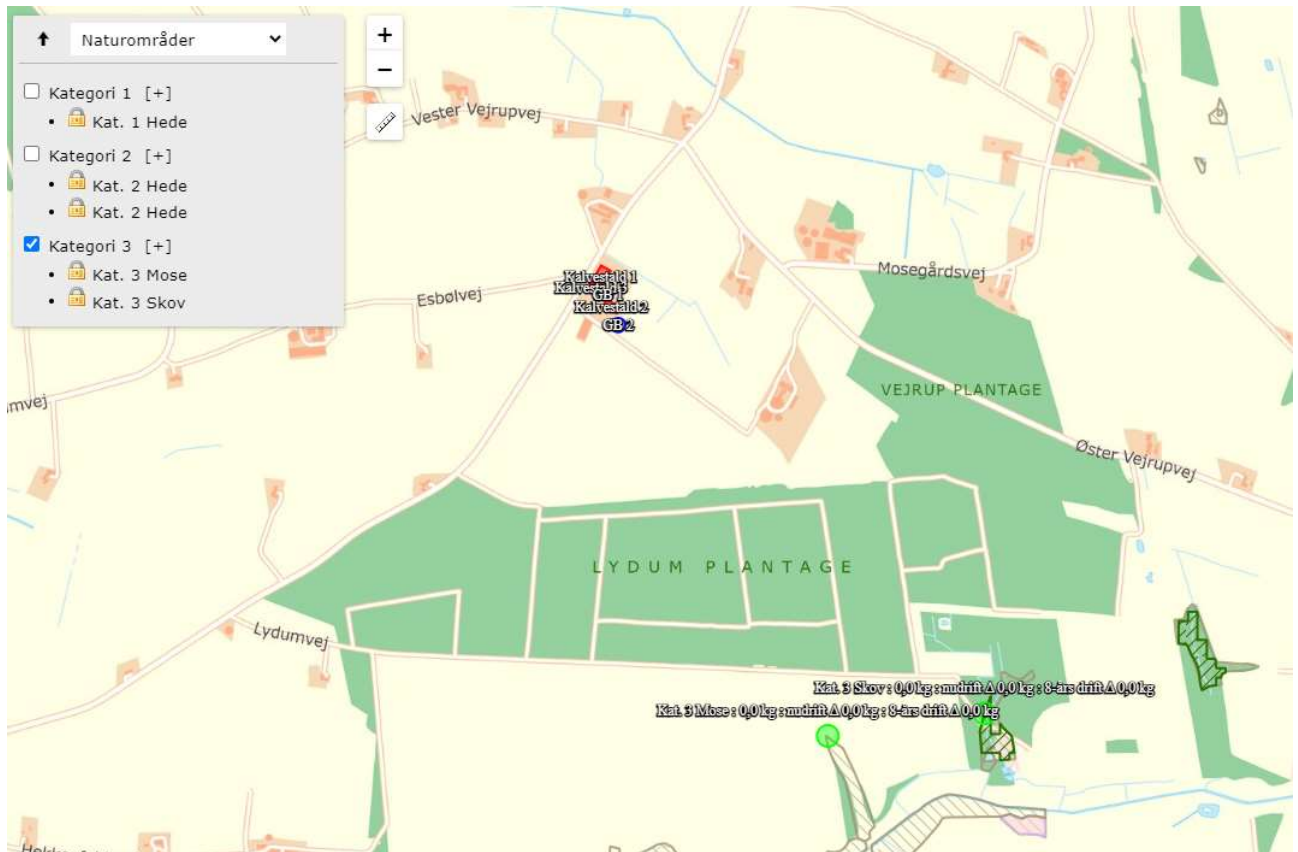 Naturområder
Kategori 1 [+]
Kat. 1 Hede
Kategori 2 [+]
Kat. 2 Hede
Kat. 2 Hede
Kategori 3 [+]
Kat. 3 Mose
Kat. 3 Skov
+
−
Vester Vejrupvej
Kalvestald 1
Kalvestald 3
GB 1
Kalvestald 2
GB 2
Esbølvej
Mosegårdsvej
mvej
VEJRUP PLANTAGE
Øster Vejrupvej
LYDUM PLANTAGE
Lydumvej
Kat. 3 Skov : 0,0 kg : nudrift Δ 0,0 kg : 8-års drift Δ 0,0 kg
Kat. 3 Mose : 0,0 kg : nudrift Δ 0,0 kg : 8-års drift Δ 0,0 kg